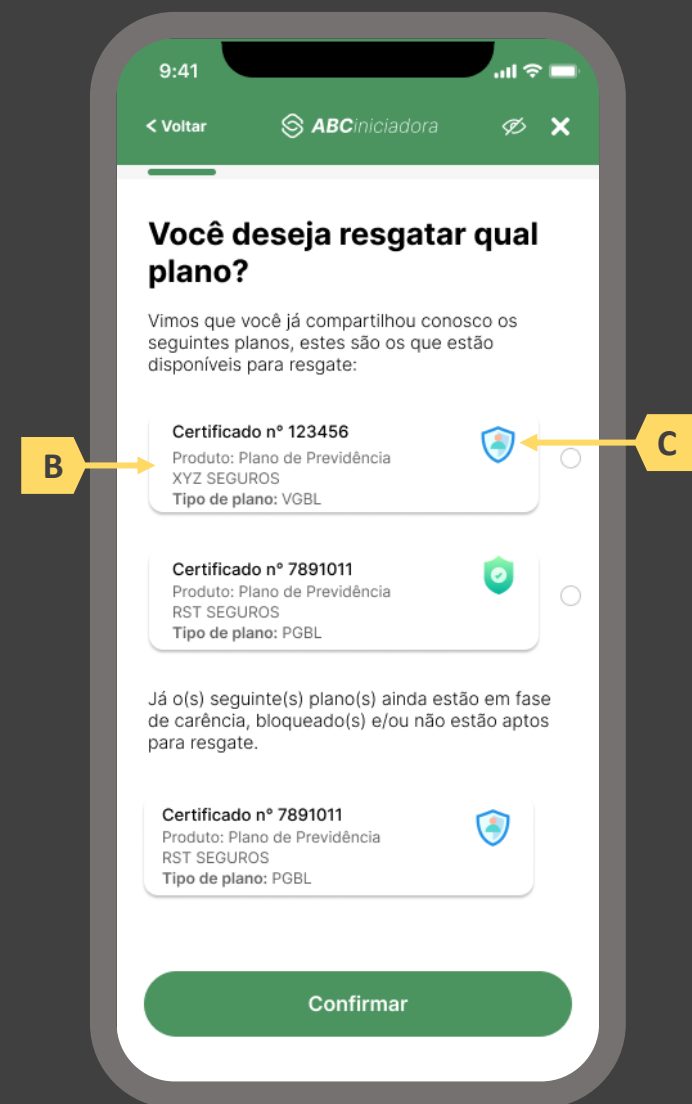 9:41
< Voltar ABCiniciadora
Você deseja resgatar qual
plano?
Vimos que você já compartilhou conosco os
seguintes planos, estes são os que estão
disponíveis para resgate:
Certificado n° 123456
Produto: Plano de Previdência
XYZ SEGUROS
Tipo de plano: VGBL
B
C
Certificado n° 7891011
Produto: Plano de Previdência
RST SEGUROS
Tipo de plano: PGBL
Já o(s) seguinte(s) plano(s) ainda estão em fase
de carência, bloqueado(s) e/ou não estão aptos
para resgate.
Certificado n° 7891011
Produto: Plano de Previdência
RST SEGUROS
Tipo de plano: PGBL
Confirmar